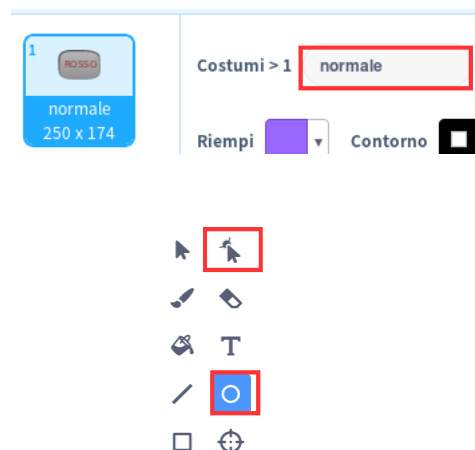 1
ROSSO
normale
250 x 174
Costumi > 1 normale
Riempi Contorno
T